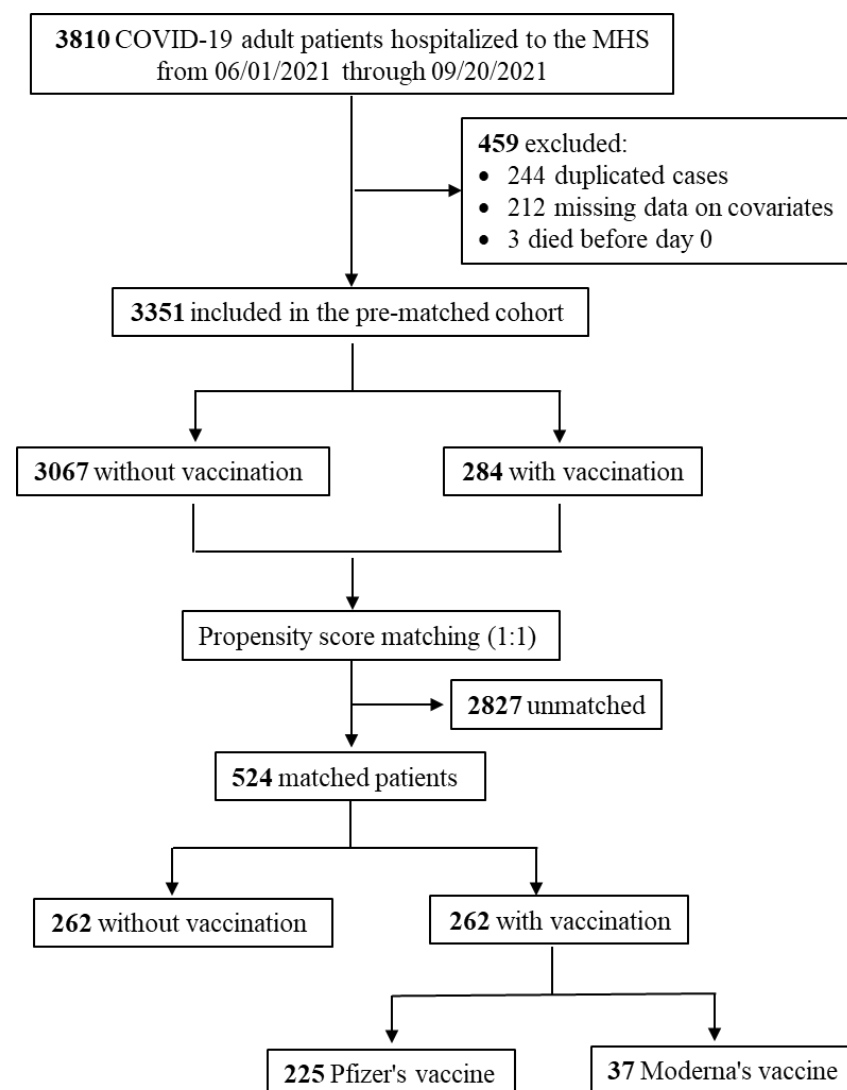 3810 COVID-19 adult patients hospitalized to the MHS
from 06/01/2021 through 09/20/2021
459 excluded:
• 244 duplicated cases
• 212 missing data on covariates
• 3 died before day 0
3351 included in the pre-matched cohort
3067 without vaccination
284 with vaccination
Propensity score matching (1:1)
2827 unmatched
524 matched patients
262 without vaccination
262 with vaccination
225 Pfizer's vaccine
37 Moderna's vaccine